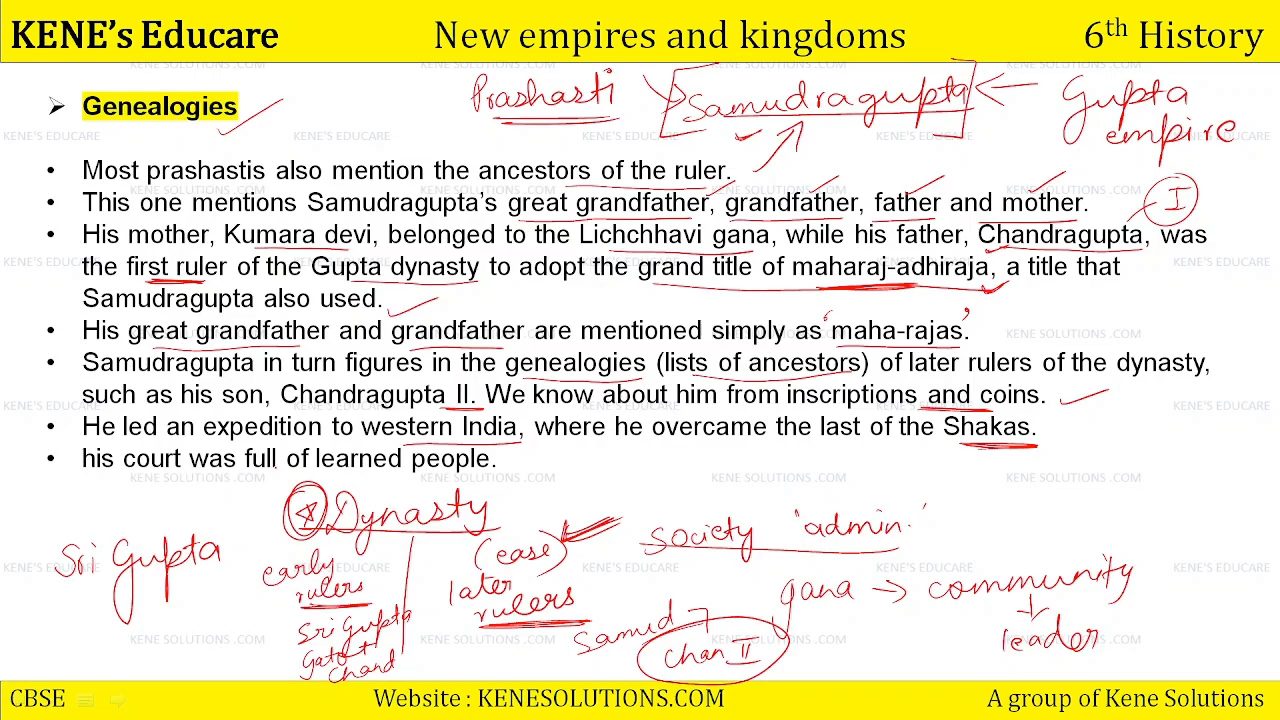 KENE's Educare New empires and kingdoms 6th History
Prashasti Samudragupta Gupta empire
➢ Genealogies
• Most prashastis also mention the ancestors of the ruler.
• This one mentions Samudragupta's great grandfather, grandfather, father and mother.
I
• His mother, Kumara devi, belonged to the Lichchhavi gana, while his father, Chandragupta, was
the first ruler of the Gupta dynasty to adopt the grand title of maharaj-adhiraja, a title that
Samudragupta also used.
• His great grandfather and grandfather are mentioned simply as 'maha-rajas'.
• Samudragupta in turn figures in the genealogies (lists of ancestors) of later rulers of the dynasty,
such as his son, Chandragupta II. We know about him from inscriptions and coins.
• He led an expedition to western India, where he overcame the last of the Shakas.
• his court was full of learned people.
Dynasty
Sri Gupta
early
rulers
Sri Gupta
Chand
(ease)
later
rulers
society 'admin.'
gana → community
leader
Samud →
Chan II
KENE SOLUTIONS .COM
KENE'S EDUCARE
CBSE Website : KENESOLUTIONS.COM A group of Kene Solutions